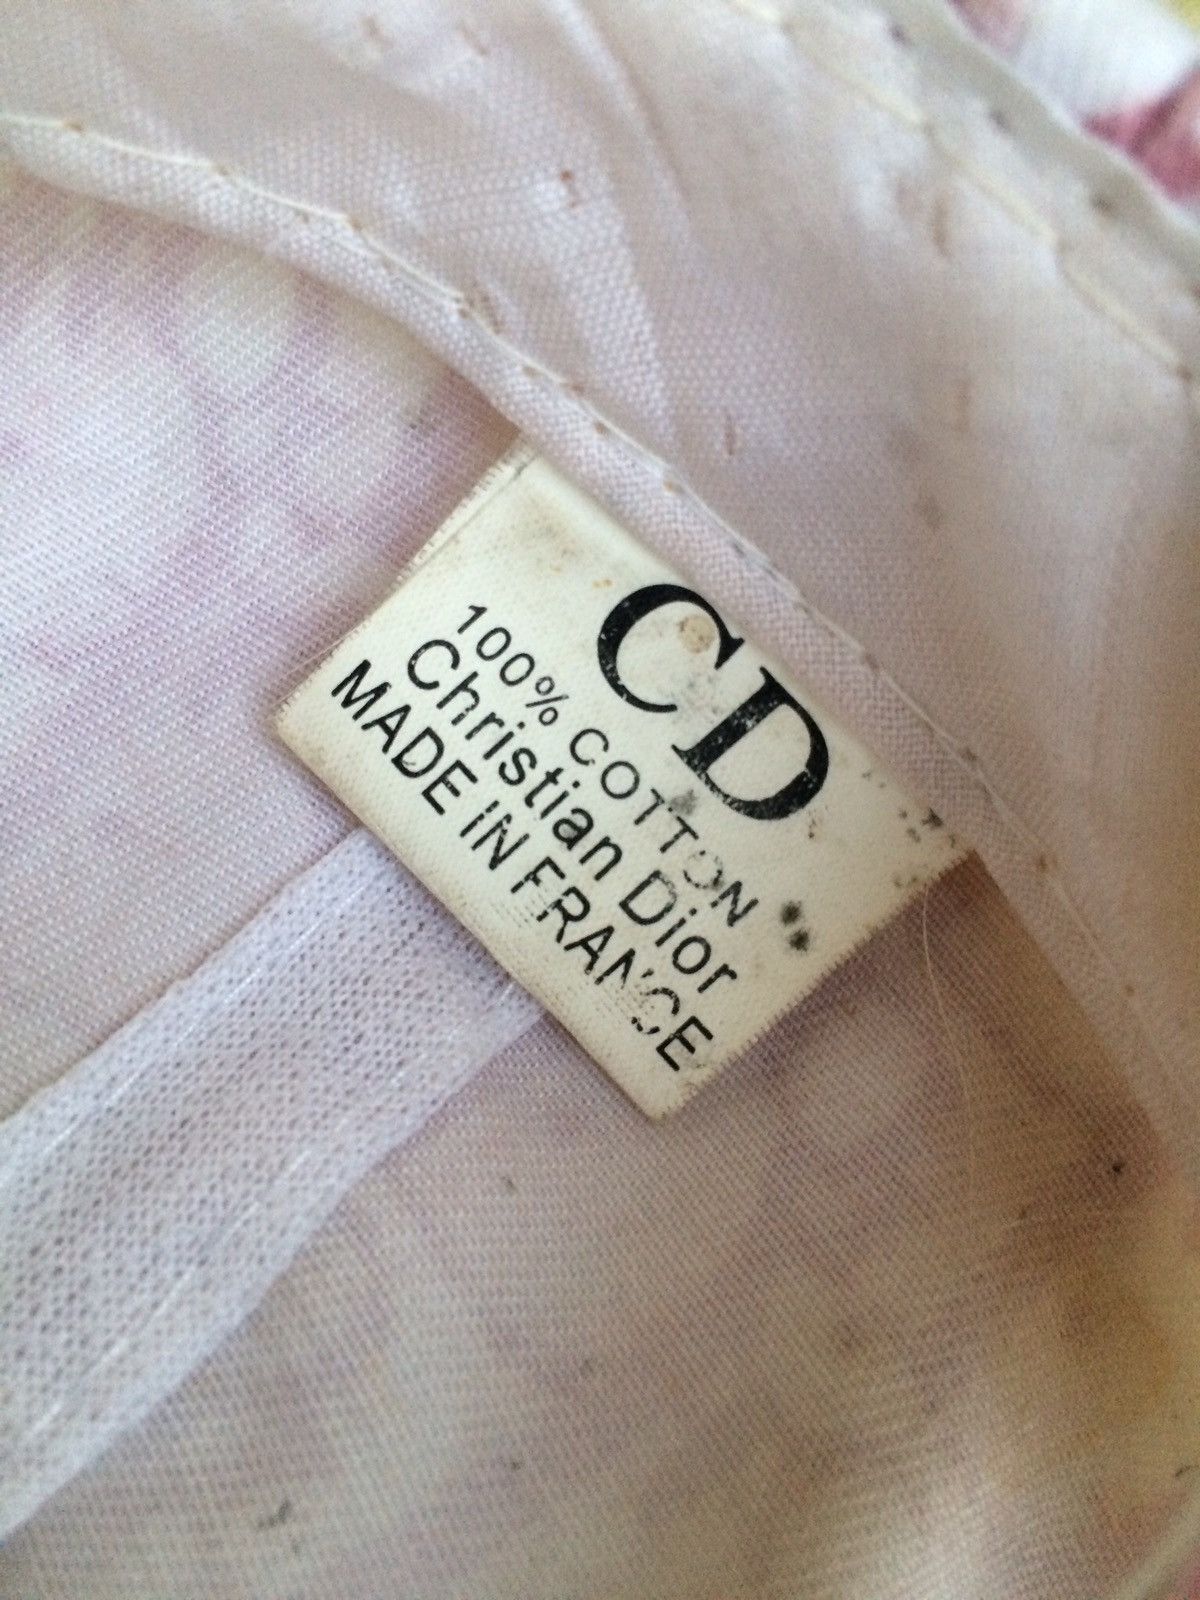 CD
100% COTTON
Christian Dior
MADE IN FRANCE